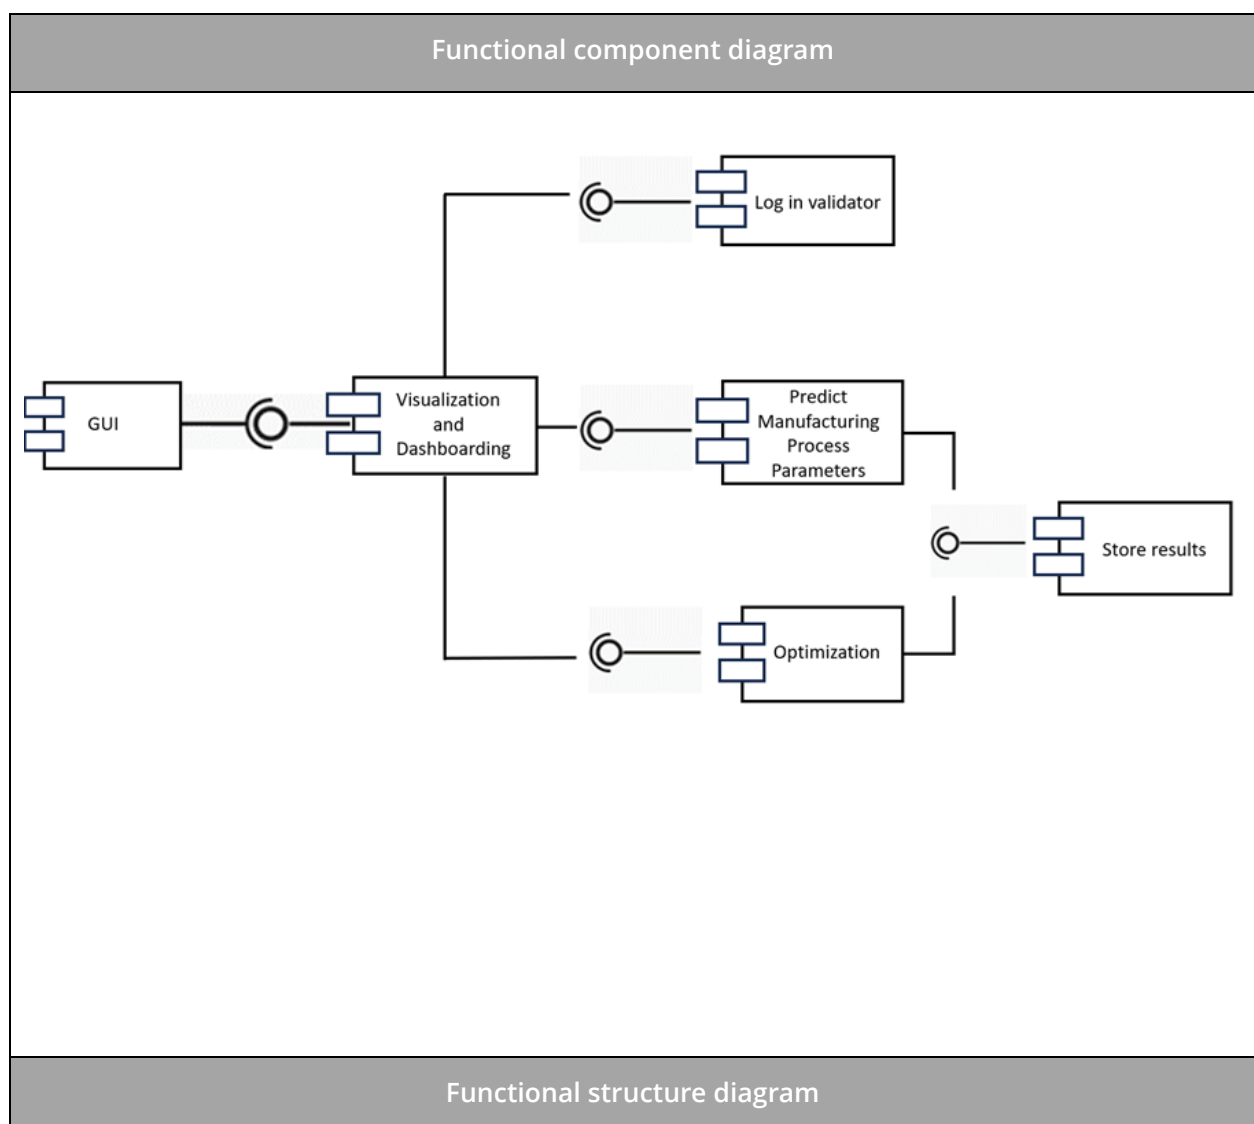 Functional component diagram
Log in validator
GUI
Visualization
and
Dashboarding
Predict
Manufacturing
Process
Parameters
Store results
Optimization
Functional structure diagram